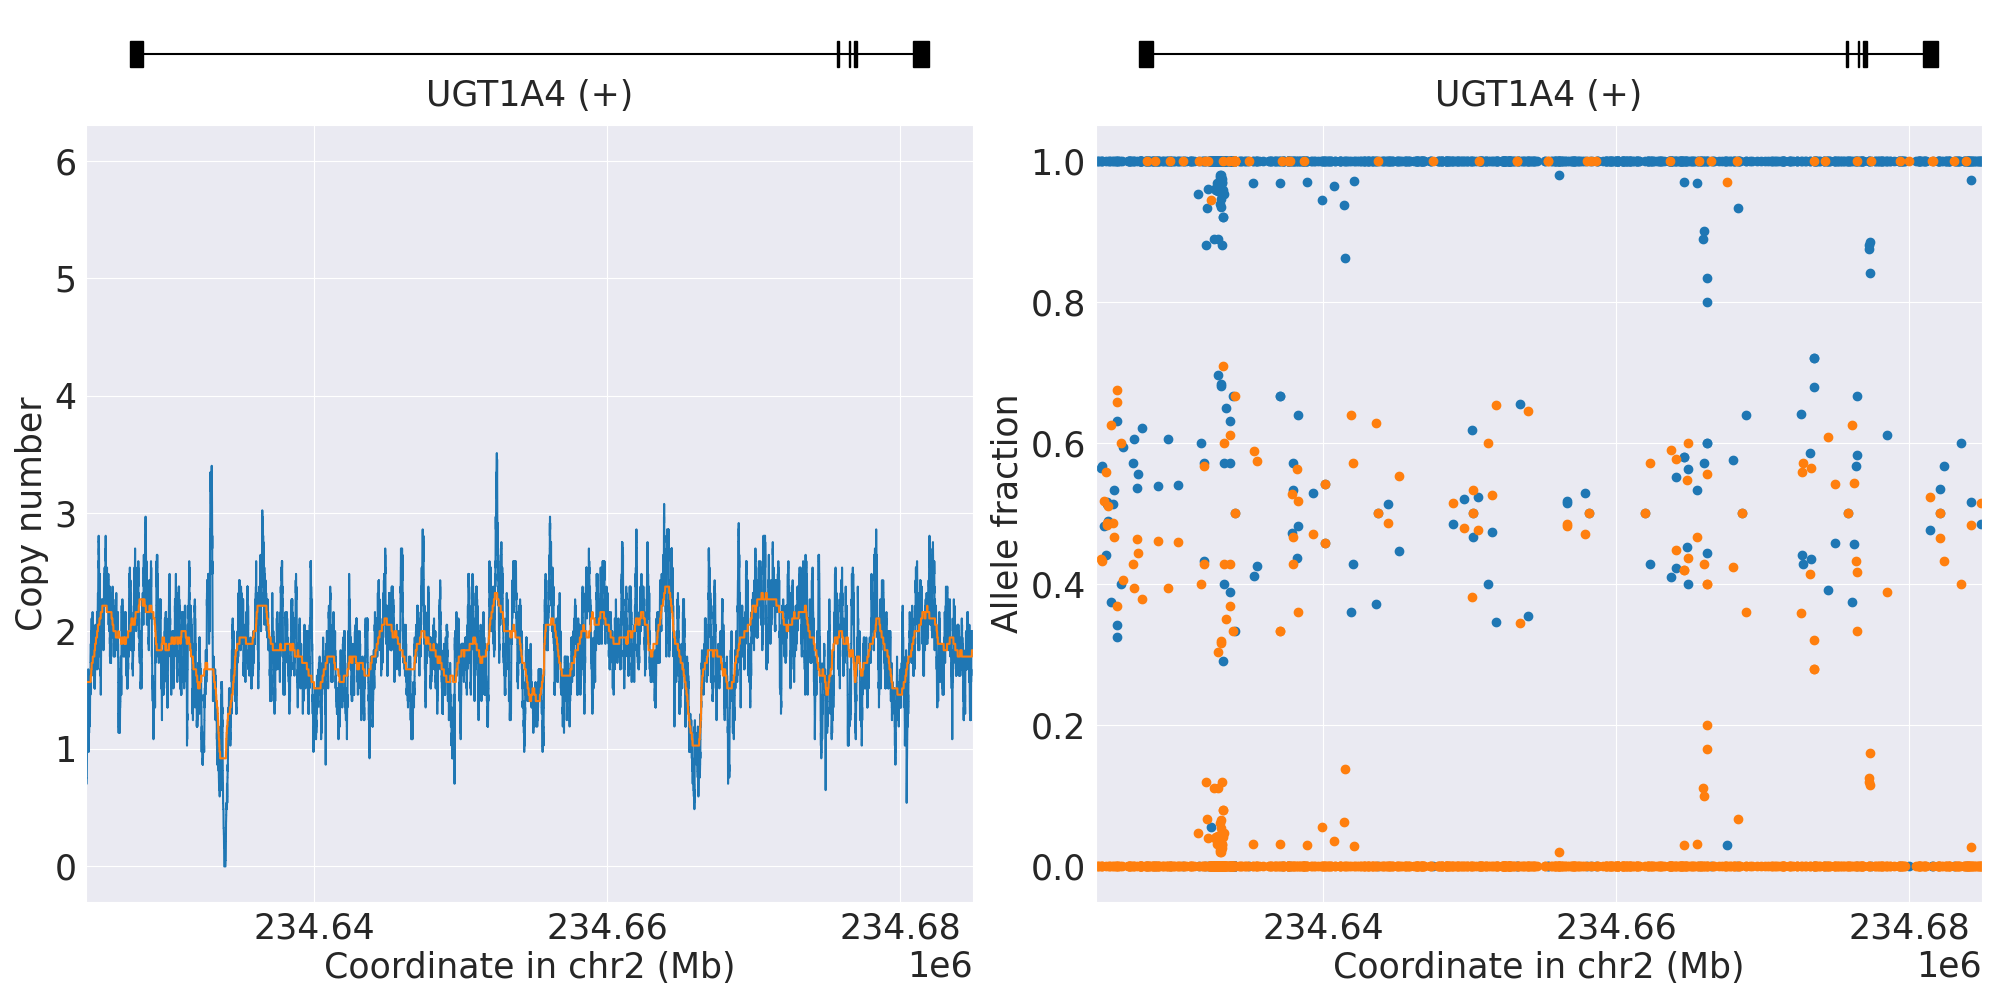 UGT1A4 (+)
6
5
4
3
2
1
0
Copy number
234.64
234.66
234.68
Coordinate in chr2 (Mb)
1e6
UGT1A4 (+)
1.0
0.8
0.6
0.4
0.2
0.0
Allele fraction
234.64
234.66
234.68
Coordinate in chr2 (Mb)
1e6